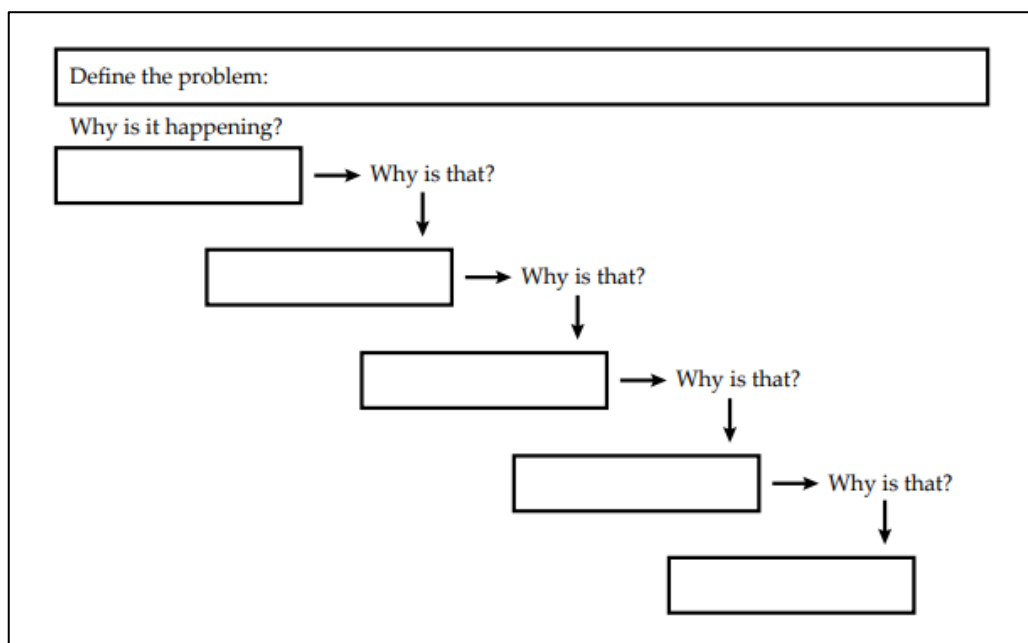 Define the problem:
Why is it happening?
Why is that?
Why is that?
Why is that?
Why is that?